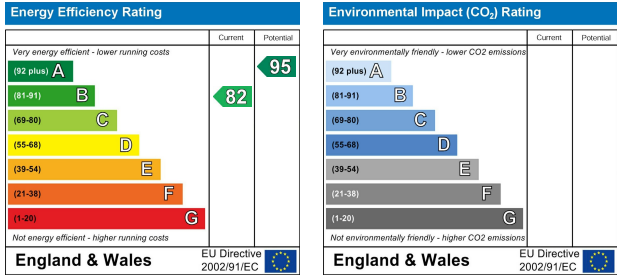 Energy Efficiency Rating
Current Potential
Very energy efficient - lower running costs
(92 plus) A
(81-91) B
(69-80) C
(55-68) D
(39-54) E
(21-38) F
(1-20) G
82
95
Not energy efficient - higher running costs
England & Wales
EU Directive
2002/91/EC
Environmental Impact (CO₂) Rating
Current Potential
Very environmentally friendly - lower CO2 emissions
(92 plus) A
(81-91) B
(69-80) C
(55-68) D
(39-54) E
(21-38) F
(1-20) G
Not environmentally friendly - higher CO2 emissions
England & Wales
EU Directive
2002/91/EC